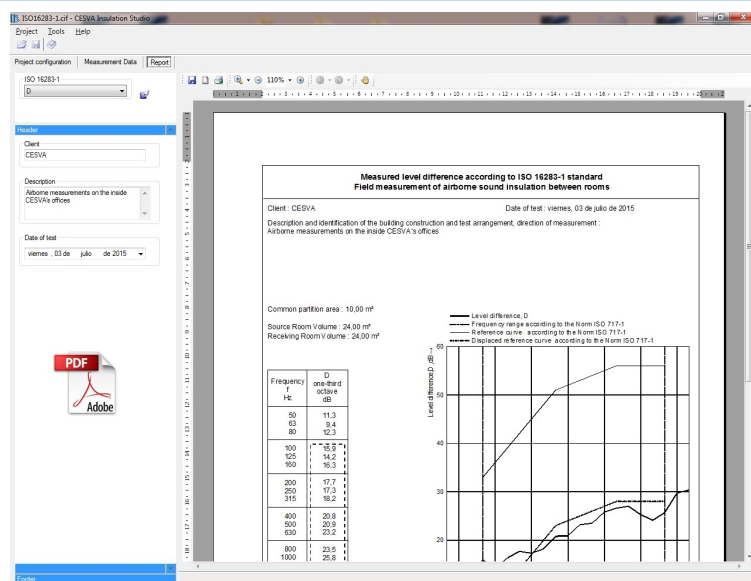 ISO16283-1.cif - CESVA Insulation Studio
Project Tools Help
Project configuration Measurement Data Report
ISO 16283-1
D
110%
Header
Client
CESVA
Description
Airborne measurements on the inside
CESVA's offices
Date of test
viernes , 03 de julio de 2015
PDF
Adobe
Footer
Measured level difference according to ISO 16283-1 standard
Field measurement of airborne sound insulation between rooms
Client : CESVA Date of test : viernes, 03 de julio de 2015
Description and identification of the building construction and test arrangement, direction of measurement :
Airborne measurements on the inside CESVA's offices
Common partition area : 10,00 m²
Source Room Volume : 24,00 m³
Receiving Room Volume : 24,00 m³
Level difference, D
Frequency range according to the Norm ISO 717-1
Reference curve according to the Norm ISO 717-1
Displaced reference curve according to the Norm ISO 717-1
Frequency
f
Hz
D
one-third
octave
dB
50 11,3
63 9,4
80 12,3
100 15,9
125 14,2
160 16,3
200 17,7
250 17,3
315 18,2
400 20,8
500 20,9
630 23,2
800 23,5
1000 25,8
Level difference,D ,dB→
60
50
40
30
20